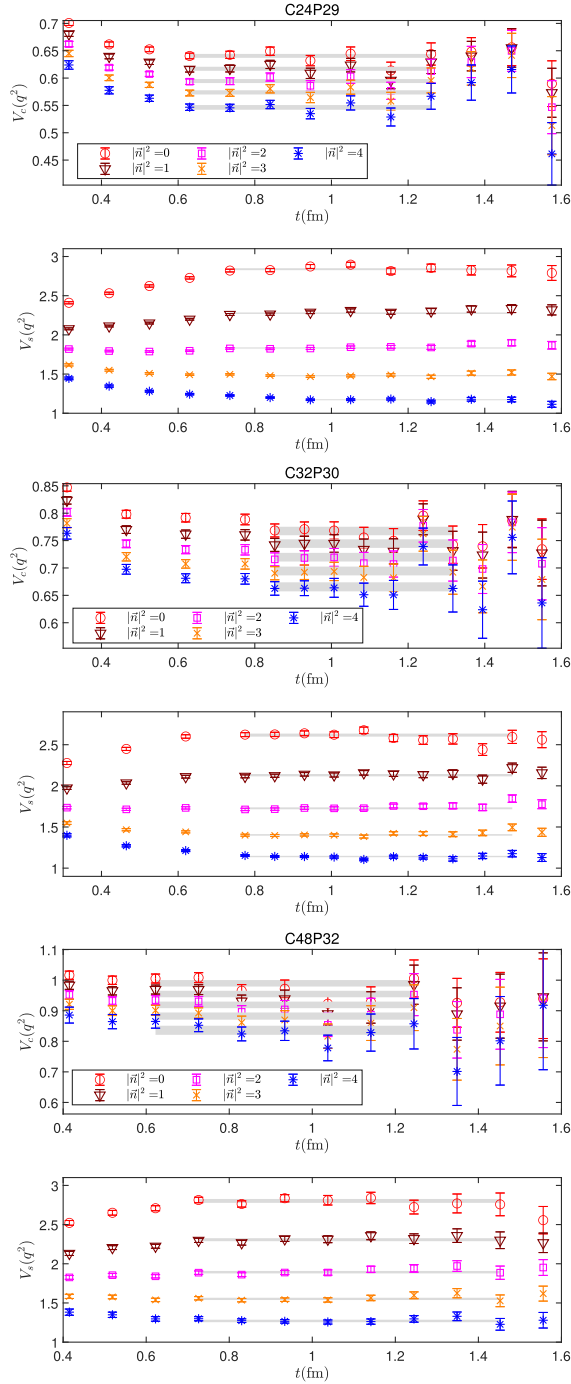 C24P29
0.7
0.65
0.6
0.55
0.5
0.45
V_c(q²)
|n⃗|²=0 |n⃗|²=2 |n⃗|²=4
|n⃗|²=1 |n⃗|²=3
0.4 0.6 0.8 1 1.2 1.4 1.6
t(fm)
3
2.5
2
1.5
1
V_s(q²)
0.4 0.6 0.8 1 1.2 1.4 1.6
t(fm)
C32P30
0.85
0.8
0.75
0.7
0.65
0.6
V_c(q²)
|n⃗|²=0 |n⃗|²=2 |n⃗|²=4
|n⃗|²=1 |n⃗|²=3
0.4 0.6 0.8 1 1.2 1.4 1.6
t(fm)
2.5
2
1.5
1
V_s(q²)
0.4 0.6 0.8 1 1.2 1.4 1.6
t(fm)
C48P32
1.1
1
0.9
0.8
0.7
0.6
V_c(q²)
|n⃗|²=0 |n⃗|²=2 |n⃗|²=4
|n⃗|²=1 |n⃗|²=3
0.4 0.6 0.8 1 1.2 1.4 1.6
t(fm)
3
2.5
2
1.5
1
V_s(q²)
0.4 0.6 0.8 1 1.2 1.4 1.6
t(fm)